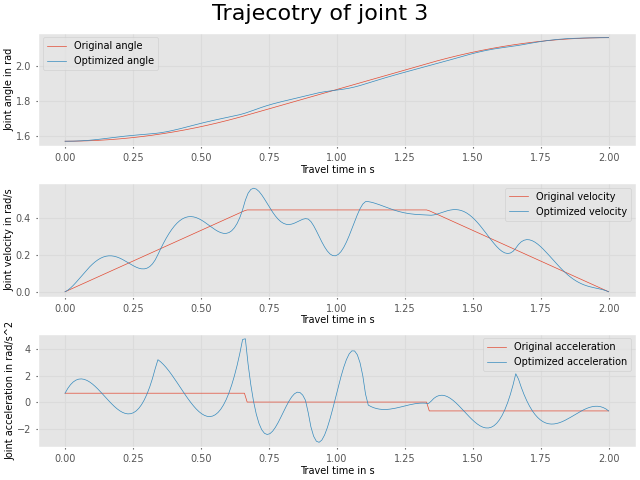 Trajecotry of joint 3
Joint angle in rad
2.0
1.8
1.6
Original angle
Optimized angle
0.00 0.25 0.50 0.75 1.00 1.25 1.50 1.75 2.00
Travel time in s
Joint velocity in rad/s
0.4
0.2
0.0
Original velocity
Optimized velocity
0.00 0.25 0.50 0.75 1.00 1.25 1.50 1.75 2.00
Travel time in s
Joint acceleration in rad/s^2
4
2
0
−2
Original acceleration
Optimized acceleration
0.00 0.25 0.50 0.75 1.00 1.25 1.50 1.75 2.00
Travel time in s